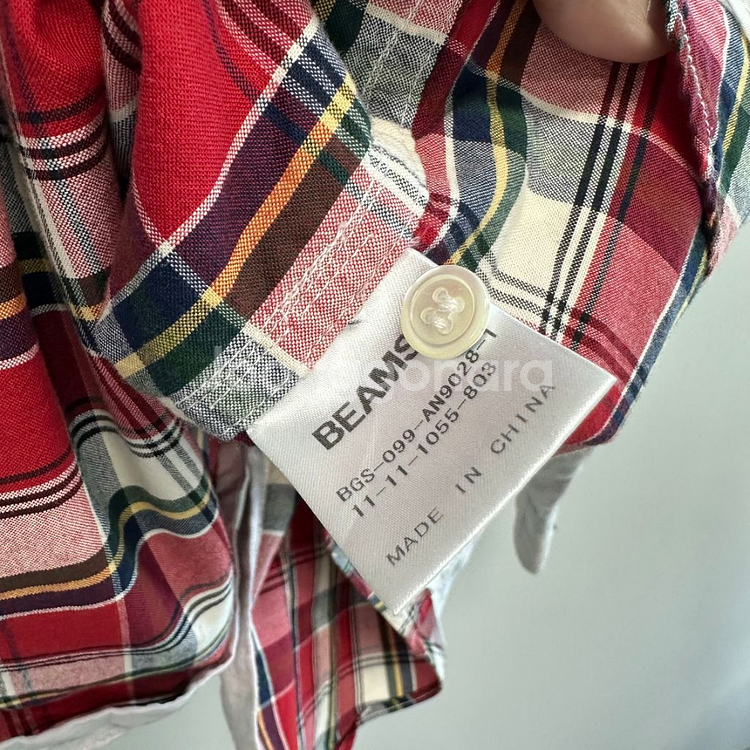 BEAMS
BGS-099-AN9028-1
11-11-1055-803
MADE IN CHINA